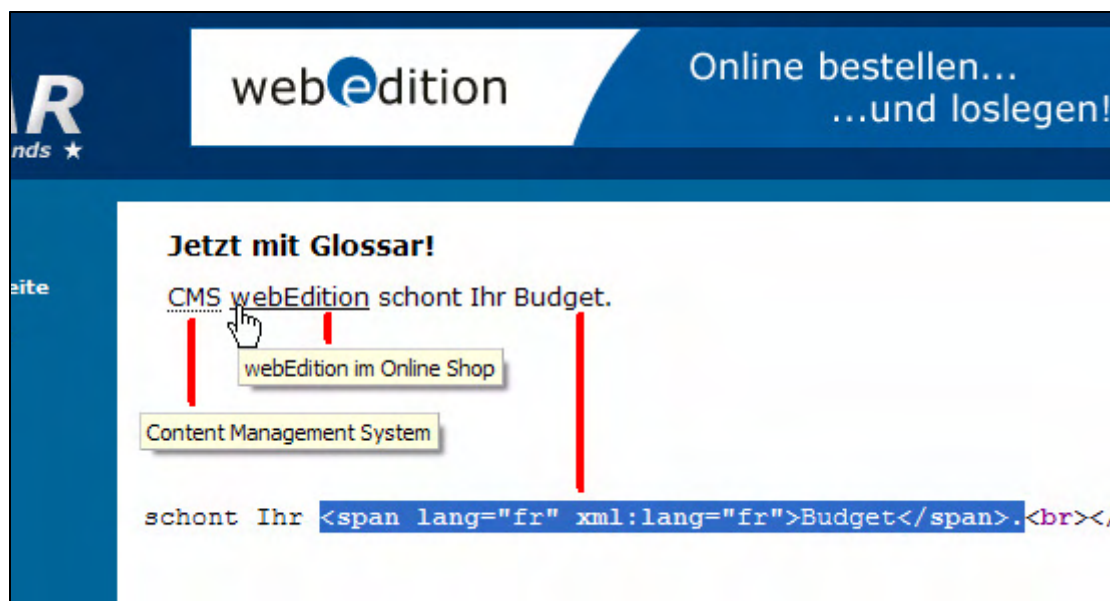 webedition
Online bestellen...
...und loslegen!
AR
nds ★
eite
Jetzt mit Glossar!
CMS webEdition schont Ihr Budget.
webEdition im Online Shop
Content Management System
schont Ihr <span lang="fr" xml:lang="fr">Budget</span>.<br></